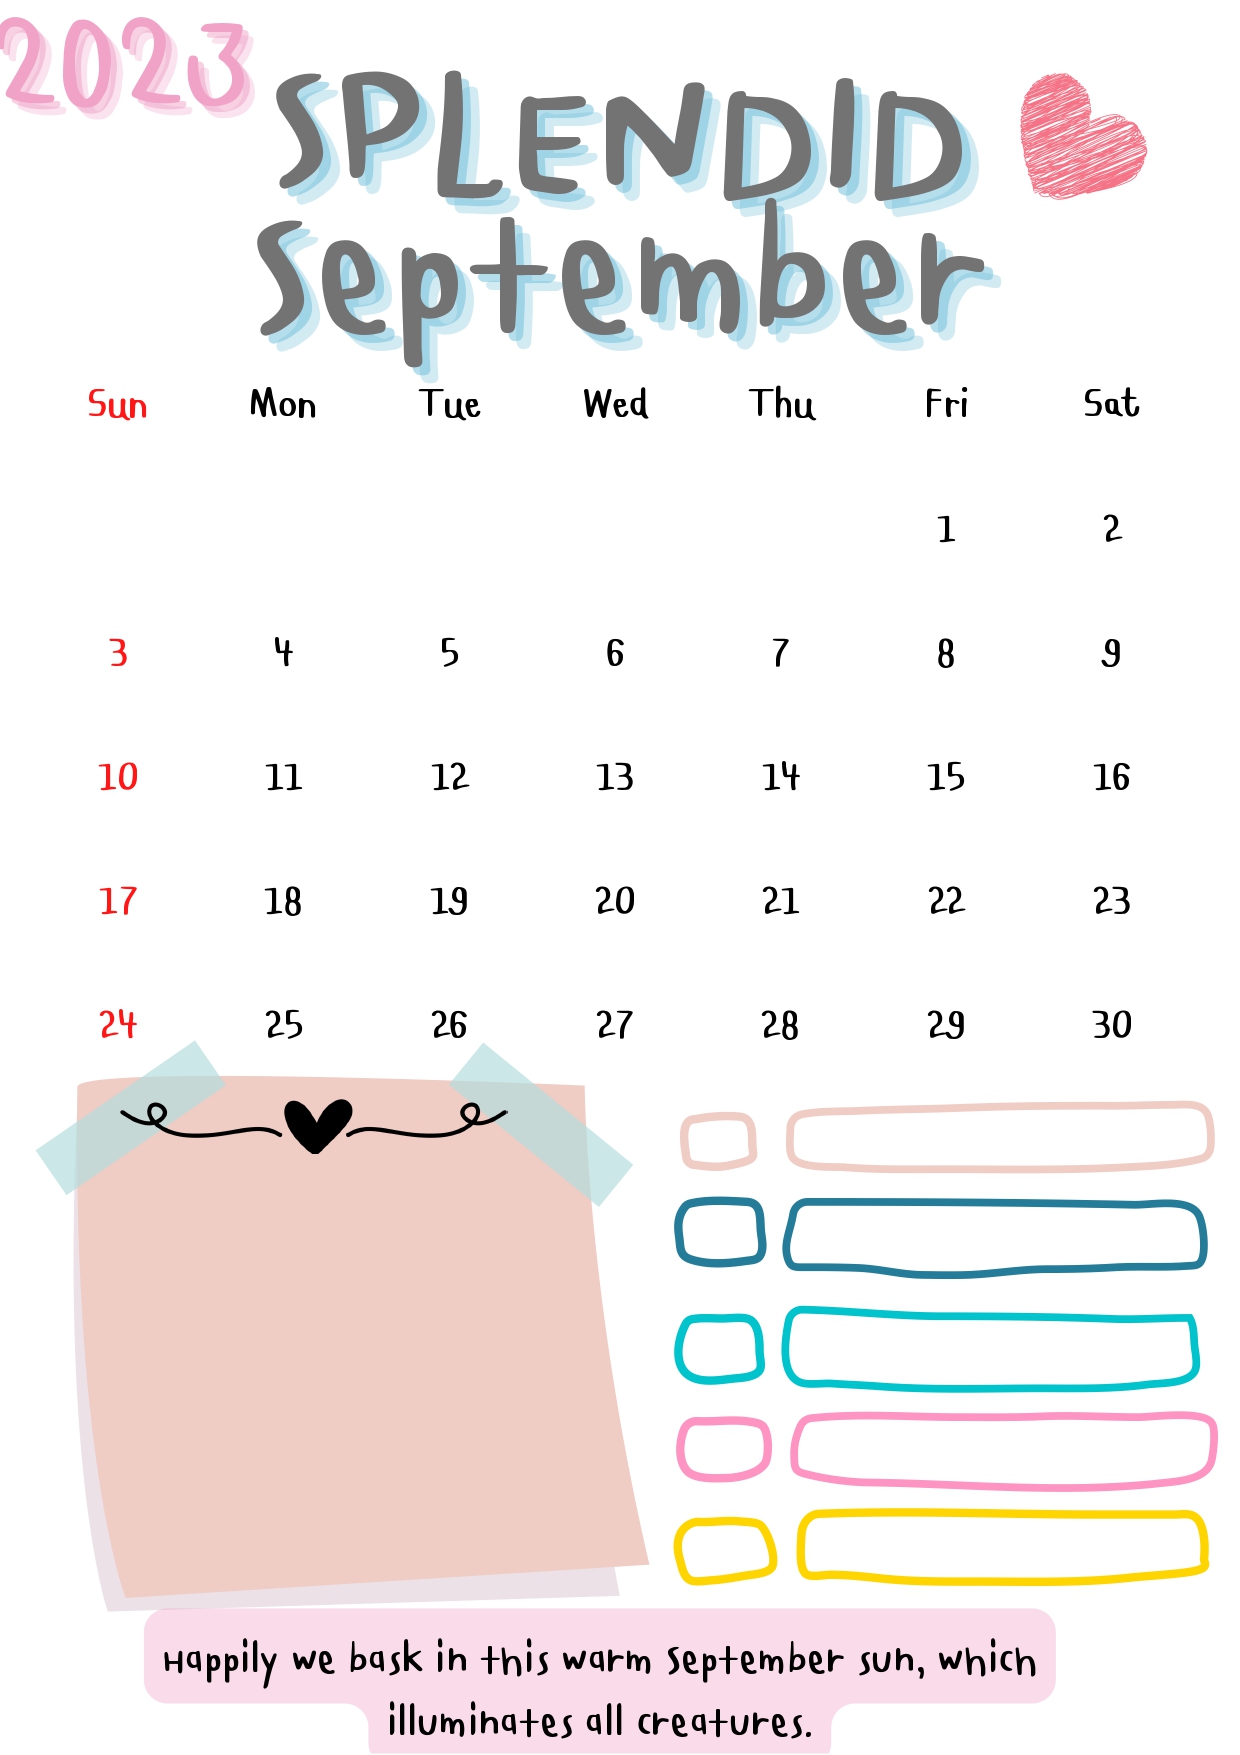 2023
SPLENDID
September
Sun Mon Tue Wed Thu Fri Sat
1 2
3 4 5 6 7 8 9
10 11 12 13 14 15 16
17 18 19 20 21 22 23
24 25 26 27 28 29 30
Happily we bask in this warm September sun, which
illuminates all creatures.